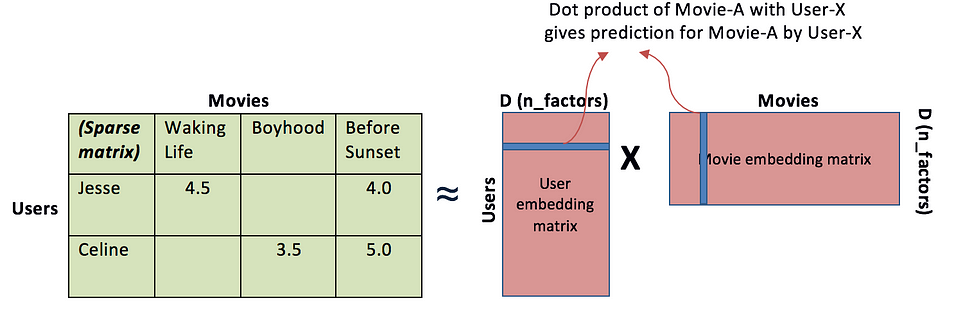 Dot product of Movie-A with User-X
gives prediction for Movie-A by User-X
Movies
D (n_factors)
Movies
(Sparse matrix)
Waking Life
Boyhood
Before Sunset
Jesse
4.5
4.0
Celine
3.5
5.0
Users
≈
Users
User
embedding
matrix
X
Movie embedding matrix
D (n_factors)